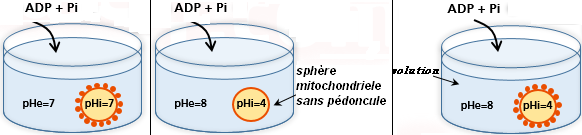 ADP + Pi
pHe=7
pHi=7
ADP + Pi
pHe=8
pHi=4
sphère
mitochondriele
sans pédoncule
ADP + Pi
solution
pHe=8
pHi=4